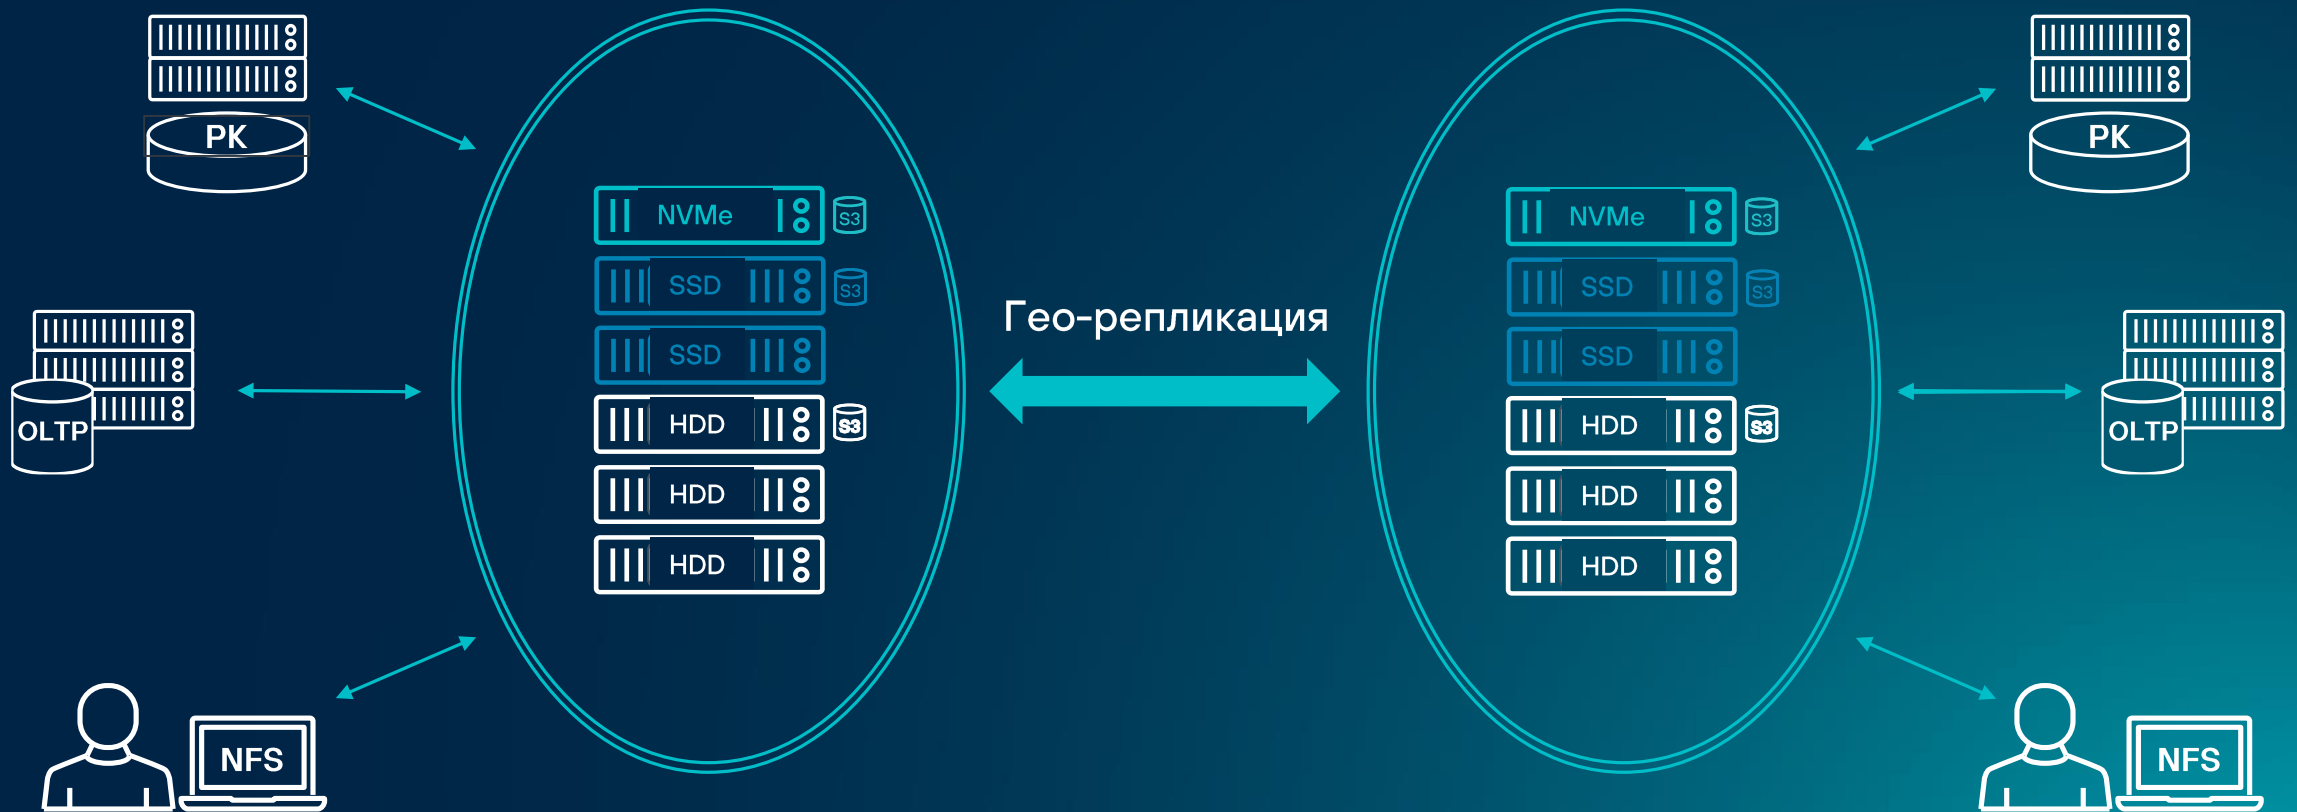 РК
РК
NVMe
S3
NVMe
S3
SSD
S3
SSD
S3
Гео-репликация
SSD
SSD
OLTP
HDD
S3
HDD
S3
OLTP
HDD
HDD
HDD
HDD
NFS
NFS